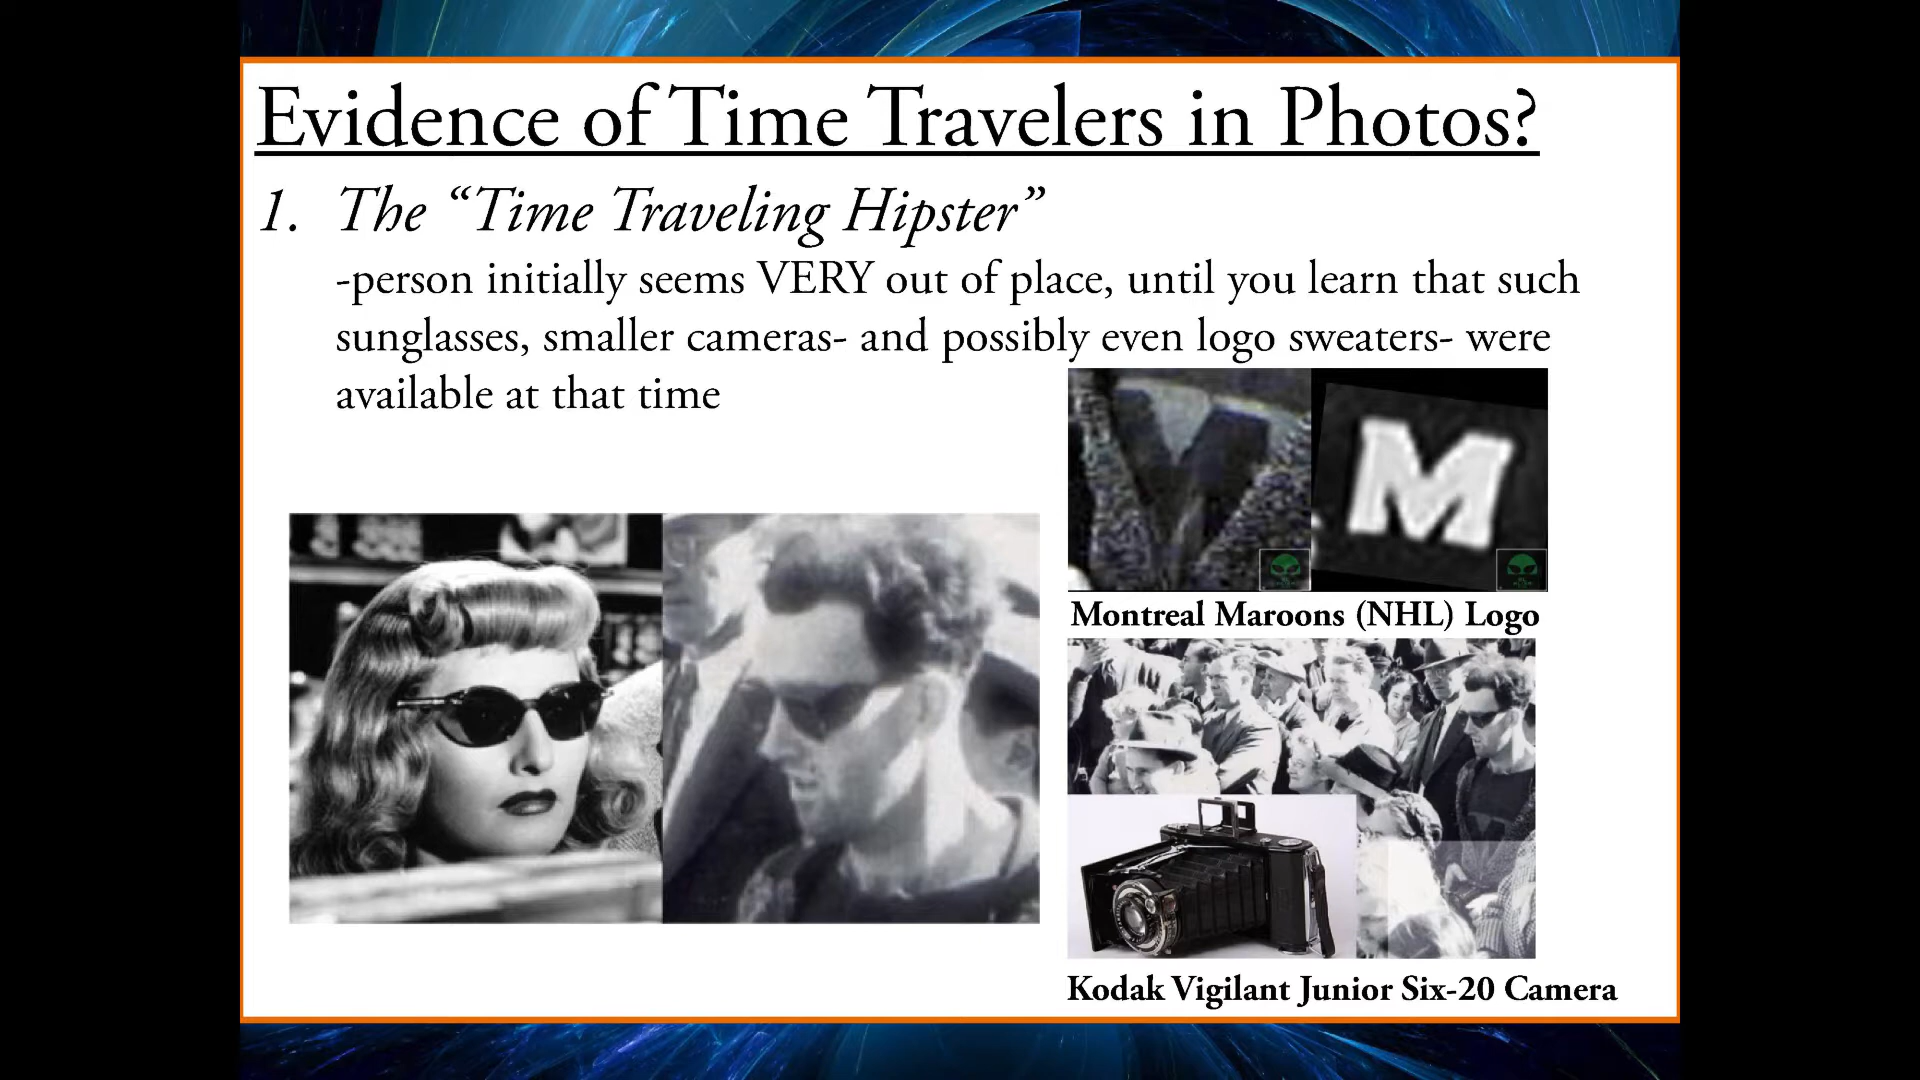 Evidence of Time Travelers in Photos?
1. The “Time Traveling Hipster”
-person initially seems VERY out of place, until you learn that such
sunglasses, smaller cameras- and possibly even logo sweaters- were
available at that time
M
Montreal Maroons (NHL) Logo
Kodak Vigilant Junior Six-20 Camera